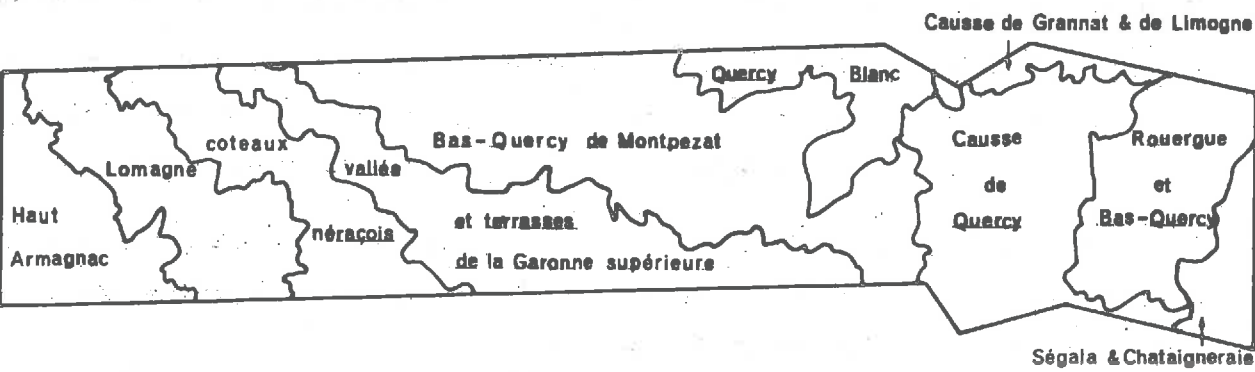 Causse de Grannat & de Limogne
Quercy Blanc
coteaux
Bas-Quercy de Montpezat
Causse
Rouergue
Lomagne
vallée
de
et
Haut
et terrasses
Quercy
Bas-Quercy
néraçois
Armagnac
de la Garonne supérieure
Ségala & Chataigneraie